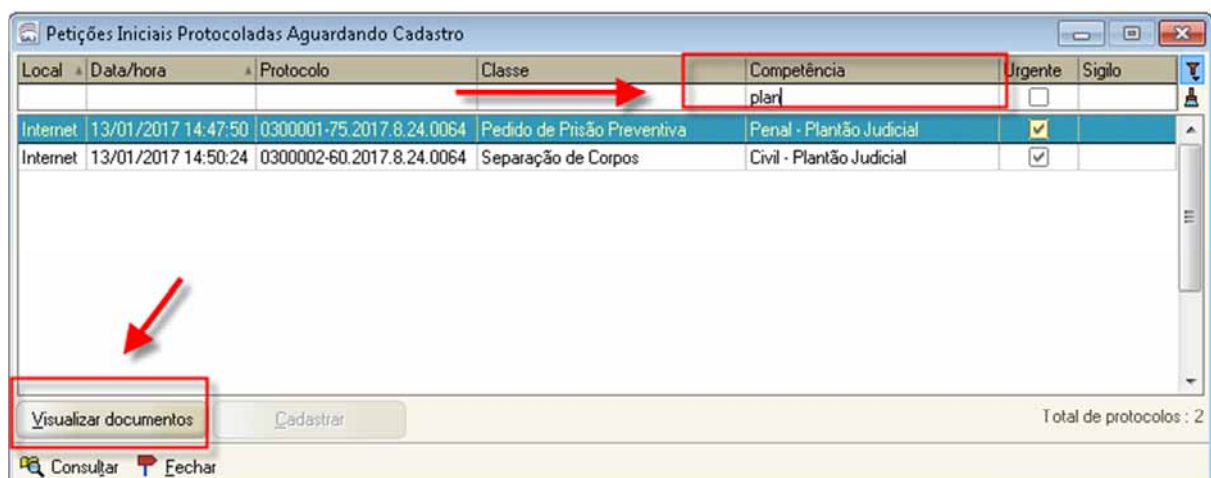 Petições Iniciais Protocoladas Aguardando Cadastro
Local Data/hora Protocolo Classe Competência Urgente Sigilo
plan
Internet 13/01/2017 14:47:50 0300001-75.2017.8.24.0064 Pedido de Prisão Preventiva Penal - Plantão Judicial
Internet 13/01/2017 14:50:24 0300002-60.2017.8.24.0064 Separação de Corpos Civil - Plantão Judicial
Visualizar documentos Cadastrar Total de protocolos : 2
Consultar Fechar